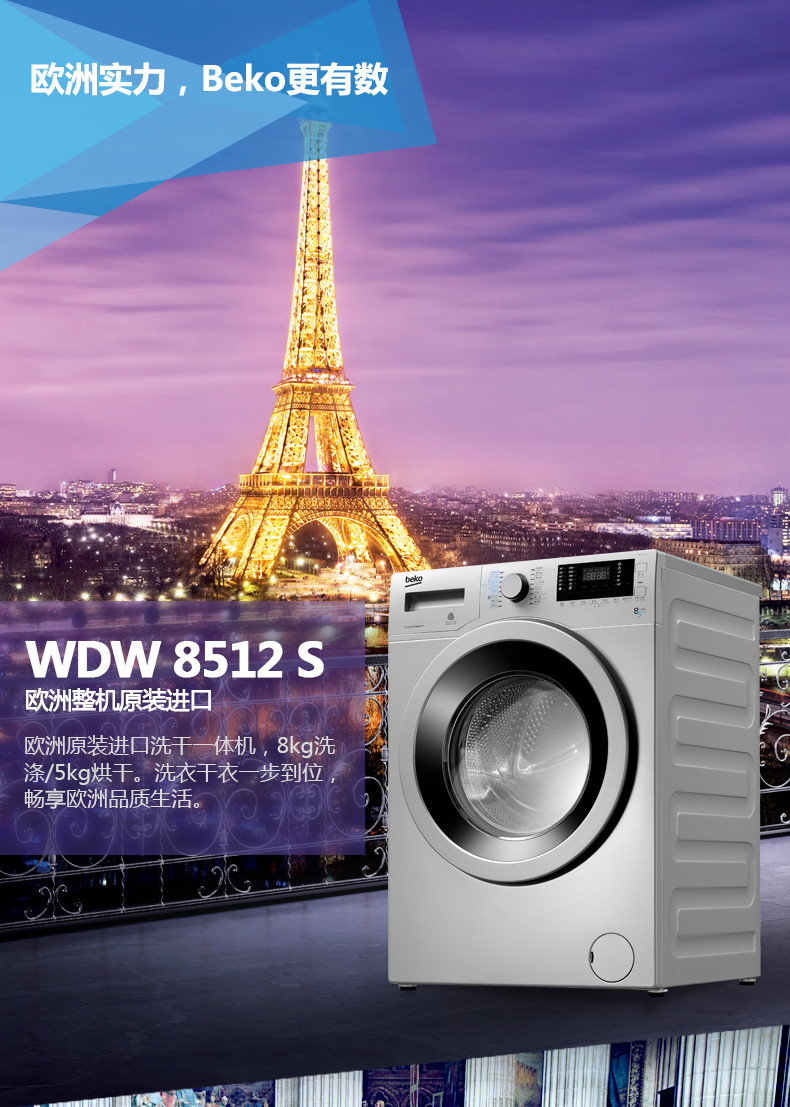 欧洲实力，Beko更有数
beko
8
5
WDW 8512 S
欧洲整机原装进口
欧洲原装进口洗干一体机，8kg洗
涤/5kg烘干。洗衣干衣一步到位，
畅享欧洲品质生活。